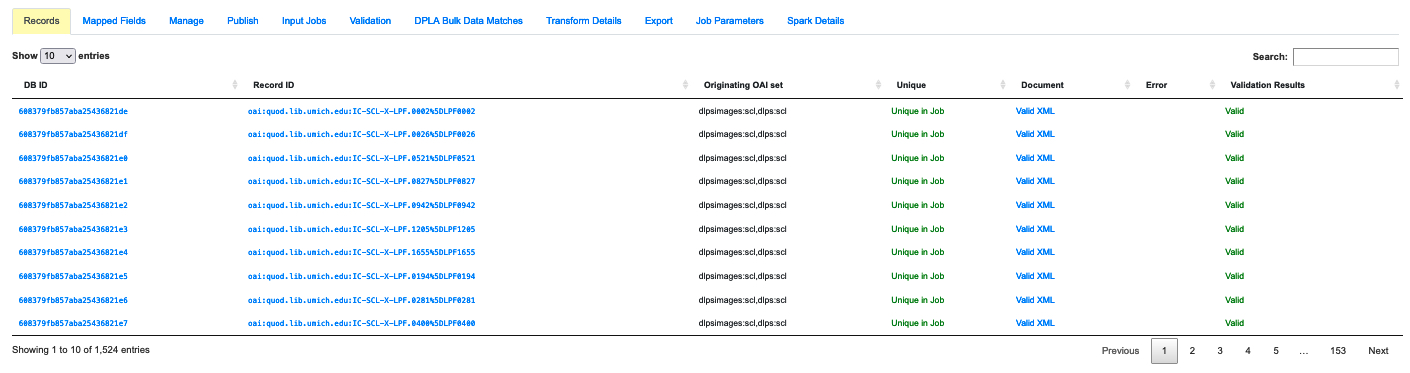 Records Mapped Fields Manage Publish Input Jobs Validation DPLA Bulk Data Matches Transform Details Export Job Parameters Spark Details
Show 10 entries Search:
DB ID Record ID Originating OAI set Unique Document Error Validation Results
608379fb857aba25436821de oai:quod.lib.umich.edu:IC-SCL-X-LPF.0002%5DLPF0002 dlpsimages:scl,dlps:scl Unique in Job Valid XML Valid
608379fb857aba25436821df oai:quod.lib.umich.edu:IC-SCL-X-LPF.0026%5DLPF0026 dlpsimages:scl,dlps:scl Unique in Job Valid XML Valid
608379fb857aba25436821e0 oai:quod.lib.umich.edu:IC-SCL-X-LPF.0521%5DLPF0521 dlpsimages:scl,dlps:scl Unique in Job Valid XML Valid
608379fb857aba25436821e1 oai:quod.lib.umich.edu:IC-SCL-X-LPF.0827%5DLPF0827 dlpsimages:scl,dlps:scl Unique in Job Valid XML Valid
608379fb857aba25436821e2 oai:quod.lib.umich.edu:IC-SCL-X-LPF.0942%5DLPF0942 dlpsimages:scl,dlps:scl Unique in Job Valid XML Valid
608379fb857aba25436821e3 oai:quod.lib.umich.edu:IC-SCL-X-LPF.1205%5DLPF1205 dlpsimages:scl,dlps:scl Unique in Job Valid XML Valid
608379fb857aba25436821e4 oai:quod.lib.umich.edu:IC-SCL-X-LPF.1655%5DLPF1655 dlpsimages:scl,dlps:scl Unique in Job Valid XML Valid
608379fb857aba25436821e5 oai:quod.lib.umich.edu:IC-SCL-X-LPF.0194%5DLPF0194 dlpsimages:scl,dlps:scl Unique in Job Valid XML Valid
608379fb857aba25436821e6 oai:quod.lib.umich.edu:IC-SCL-X-LPF.0281%5DLPF0281 dlpsimages:scl,dlps:scl Unique in Job Valid XML Valid
608379fb857aba25436821e7 oai:quod.lib.umich.edu:IC-SCL-X-LPF.0400%5DLPF0400 dlpsimages:scl,dlps:scl Unique in Job Valid XML Valid
Showing 1 to 10 of 1,524 entries Previous 1 2 3 4 5 … 153 Next